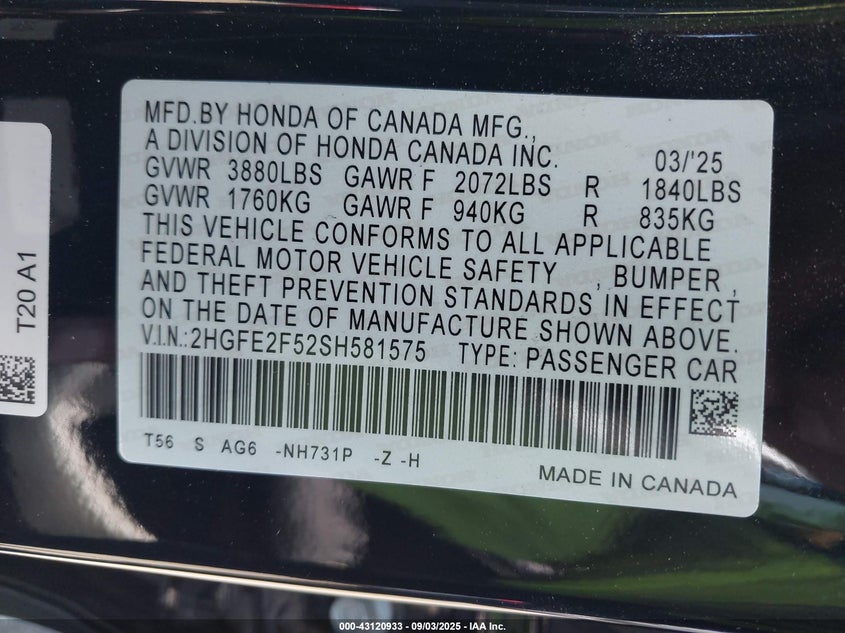 MFD.BY HONDA OF CANADA MFG.,
A DIVISION OF HONDA CANADA INC. 03/'25
GVWR 3880LBS GAWR F 2072LBS R 1840LBS
GVWR 1760KG GAWR F 940KG R 835KG
THIS VEHICLE CONFORMS TO ALL APPLICABLE
FEDERAL MOTOR VEHICLE SAFETY , BUMPER ,
AND THEFT PREVENTION STANDARDS IN EFFECT
ON THE DATE OF MANUFACTURE SHOWN ABOVE.
V.I.N.:2HGFE2F52SH581575 TYPE: PASSENGER CAR
T56 S AG6 -NH731P -Z -H
MADE IN CANADA
T20 A1
000-43120933 - 09/03/2025 - IAA Inc.